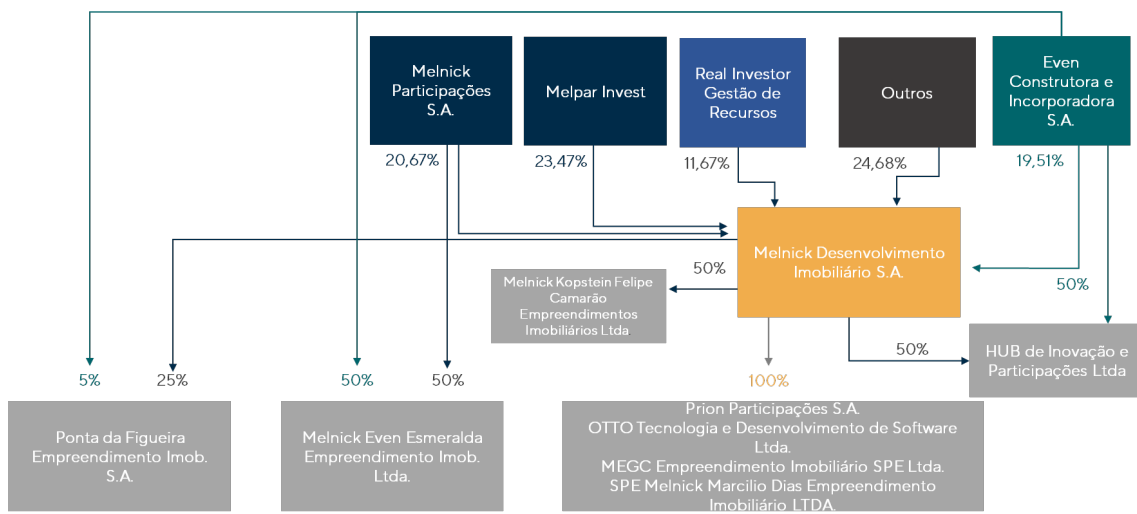 Melnick
Participações
S.A.
Melpar Invest
Real Investor
Gestão de
Recursos
Outros
Even
Construtora e
Incorporadora
S.A.
20,67%
23,47%
11,67%
24,68%
19,51%
Melnick Desenvolvimento
Imobiliário S.A.
50%
50%
Melnick Kopstein Felipe
Camarão
Empreendimentos
Imobiliários Ltda.
50%
HUB de Inovação e
Participações Ltda
5%
25%
50%
50%
100%
Ponta da Figueira
Empreendimento Imob.
S.A.
Melnick Even Esmeralda
Empreendimento Imob.
Ltda.
Prion Participações S.A.
OTTO Tecnologia e Desenvolvimento de Software
Ltda.
MEGC Empreendimento Imobiliário SPE Ltda.
SPE Melnick Marcilio Dias Empreendimento
Imobiliário LTDA.